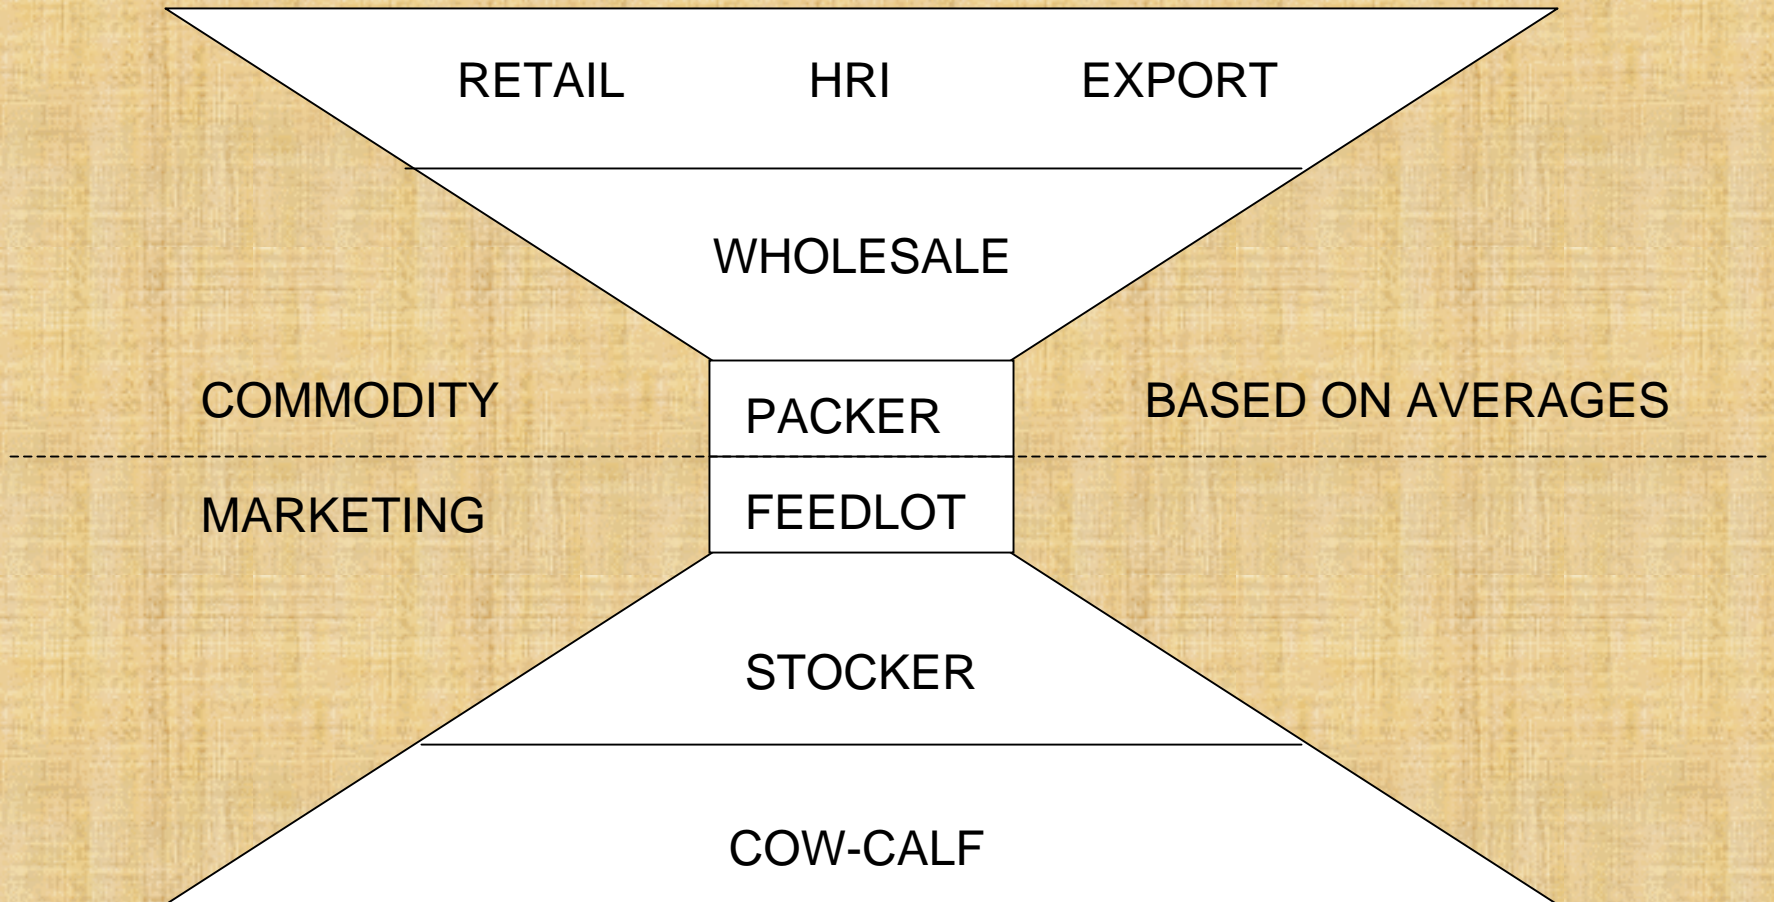 RETAIL HRI EXPORT
WHOLESALE
COMMODITY PACKER BASED ON AVERAGES
MARKETING FEEDLOT
STOCKER
COW-CALF